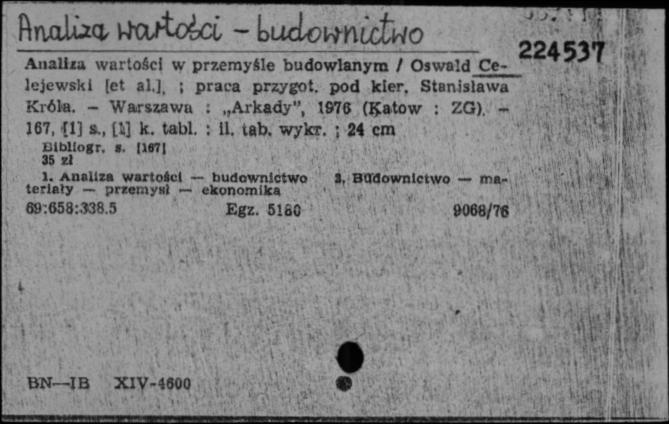 Analiza wartości - budownictwo
224537
Analiza wartości w przemyśle budowlanym / Oswald Ce-
lejewski [et al.], ; praca przygot. pod kier. Stanisława
Króla. — Warszawa : „Arkady", 1976 (Katow : ZG). —
167, [1] s., [1] k. tabl. : il. tab. wykr. ; 24 cm
Bibliogr. s. [167]
35 zł
1. Analiza wartości — budownictwo 2. Budownictwo — ma-
teriały — przemysł — ekonomika
69:658:338.5 Egz. 5180 9068/76
BN—IB XIV-4600